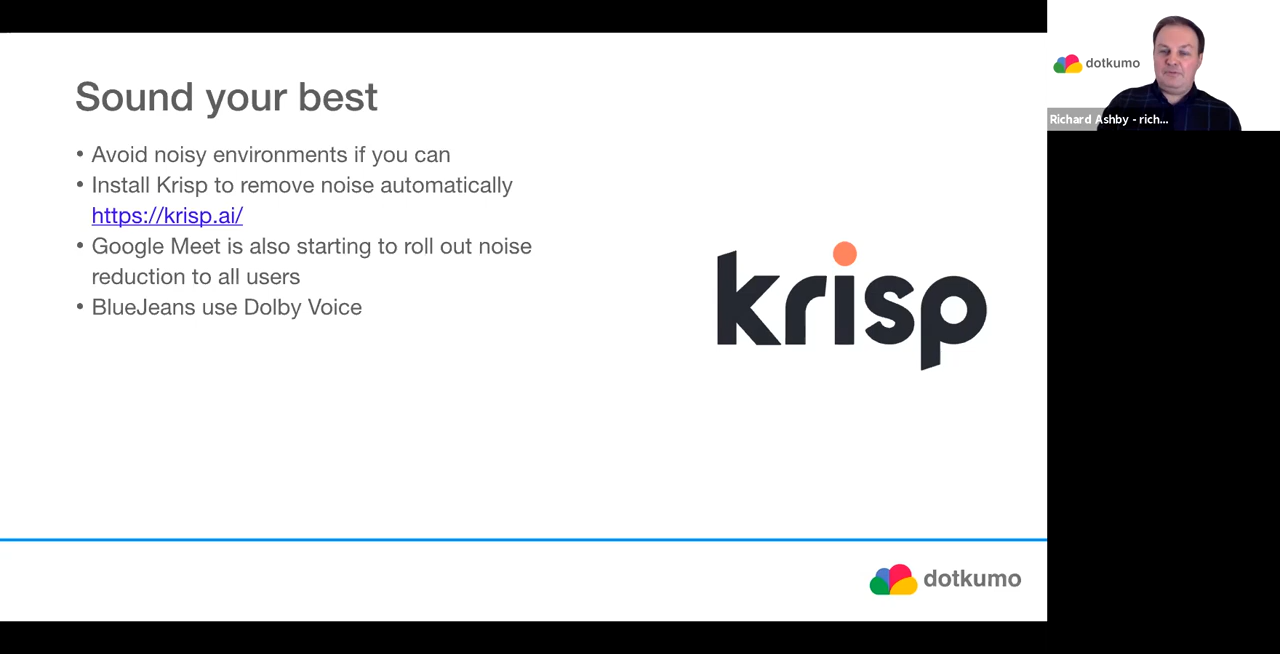 Sound your best
• Avoid noisy environments if you can
• Install Krisp to remove noise automatically
https://krisp.ai/
• Google Meet is also starting to roll out noise
reduction to all users
• BlueJeans use Dolby Voice
krisp
dotkumo
dotkumo
Richard Ashby - rich...